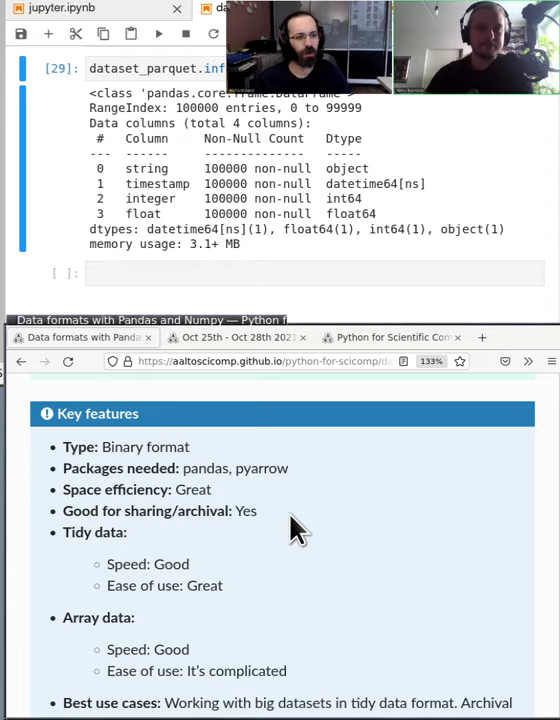 jupyter.ipynb
da
[29]: dataset_parquet.inf
<class 'pandas.core.frame.DataFrame'>
RangeIndex: 100000 entries, 0 to 99999
Data columns (total 4 columns):
# Column Non-Null Count Dtype
--- ------ -------------- -----
0 string 100000 non-null object
1 timestamp 100000 non-null datetime64[ns]
2 integer 100000 non-null int64
3 float 100000 non-null float64
dtypes: datetime64[ns](1), float64(1), int64(1), object(1)
memory usage: 3.1+ MB
[ ]:
Data formats with Pandas and Numpy — Python f
Data formats with Panda
Oct 25th - Oct 28th 2021
Python for Scientific Com
https://aaltoscicomp.github.io/python-for-scicomp/da
133%
Key features
• Type: Binary format
• Packages needed: pandas, pyarrow
• Space efficiency: Great
• Good for sharing/archival: Yes
• Tidy data:
○ Speed: Good
○ Ease of use: Great
• Array data:
○ Speed: Good
○ Ease of use: It's complicated
• Best use cases: Working with big datasets in tidy data format. Archival